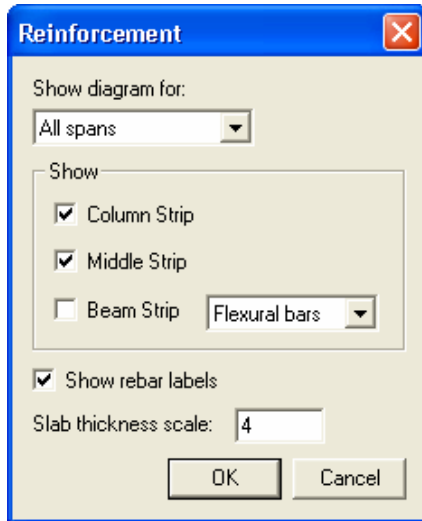 Reinforcement
Show diagram for:
All spans
Show
Column Strip
Middle Strip
Beam Strip Flexural bars
Show rebar labels
Slab thickness scale: 4
OK Cancel